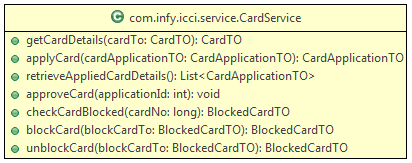 com.infy.icci.service.CardService
getCardDetails(cardTo: CardTO): CardTO
applyCard(cardApplicationTO: CardApplicationTO): CardApplicationTO
retrieveAppliedCardDetails(): List<CardApplicationTO>
approveCard(applicationId: int): void
checkCardBlocked(cardNo: long): BlockedCardTO
blockCard(blockCardTo: BlockedCardTO): BlockedCardTO
unblockCard(blockCardTo: BlockedCardTO): BlockedCardTO